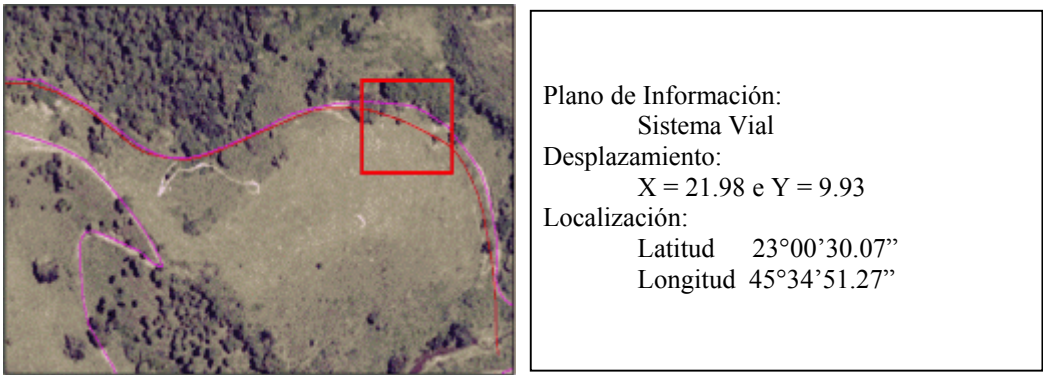 Plano de Información:
Sistema Vial
Desplazamiento:
X = 21.98 e Y = 9.93
Localización:
Latitud 23°00’30.07”
Longitud 45°34’51.27”